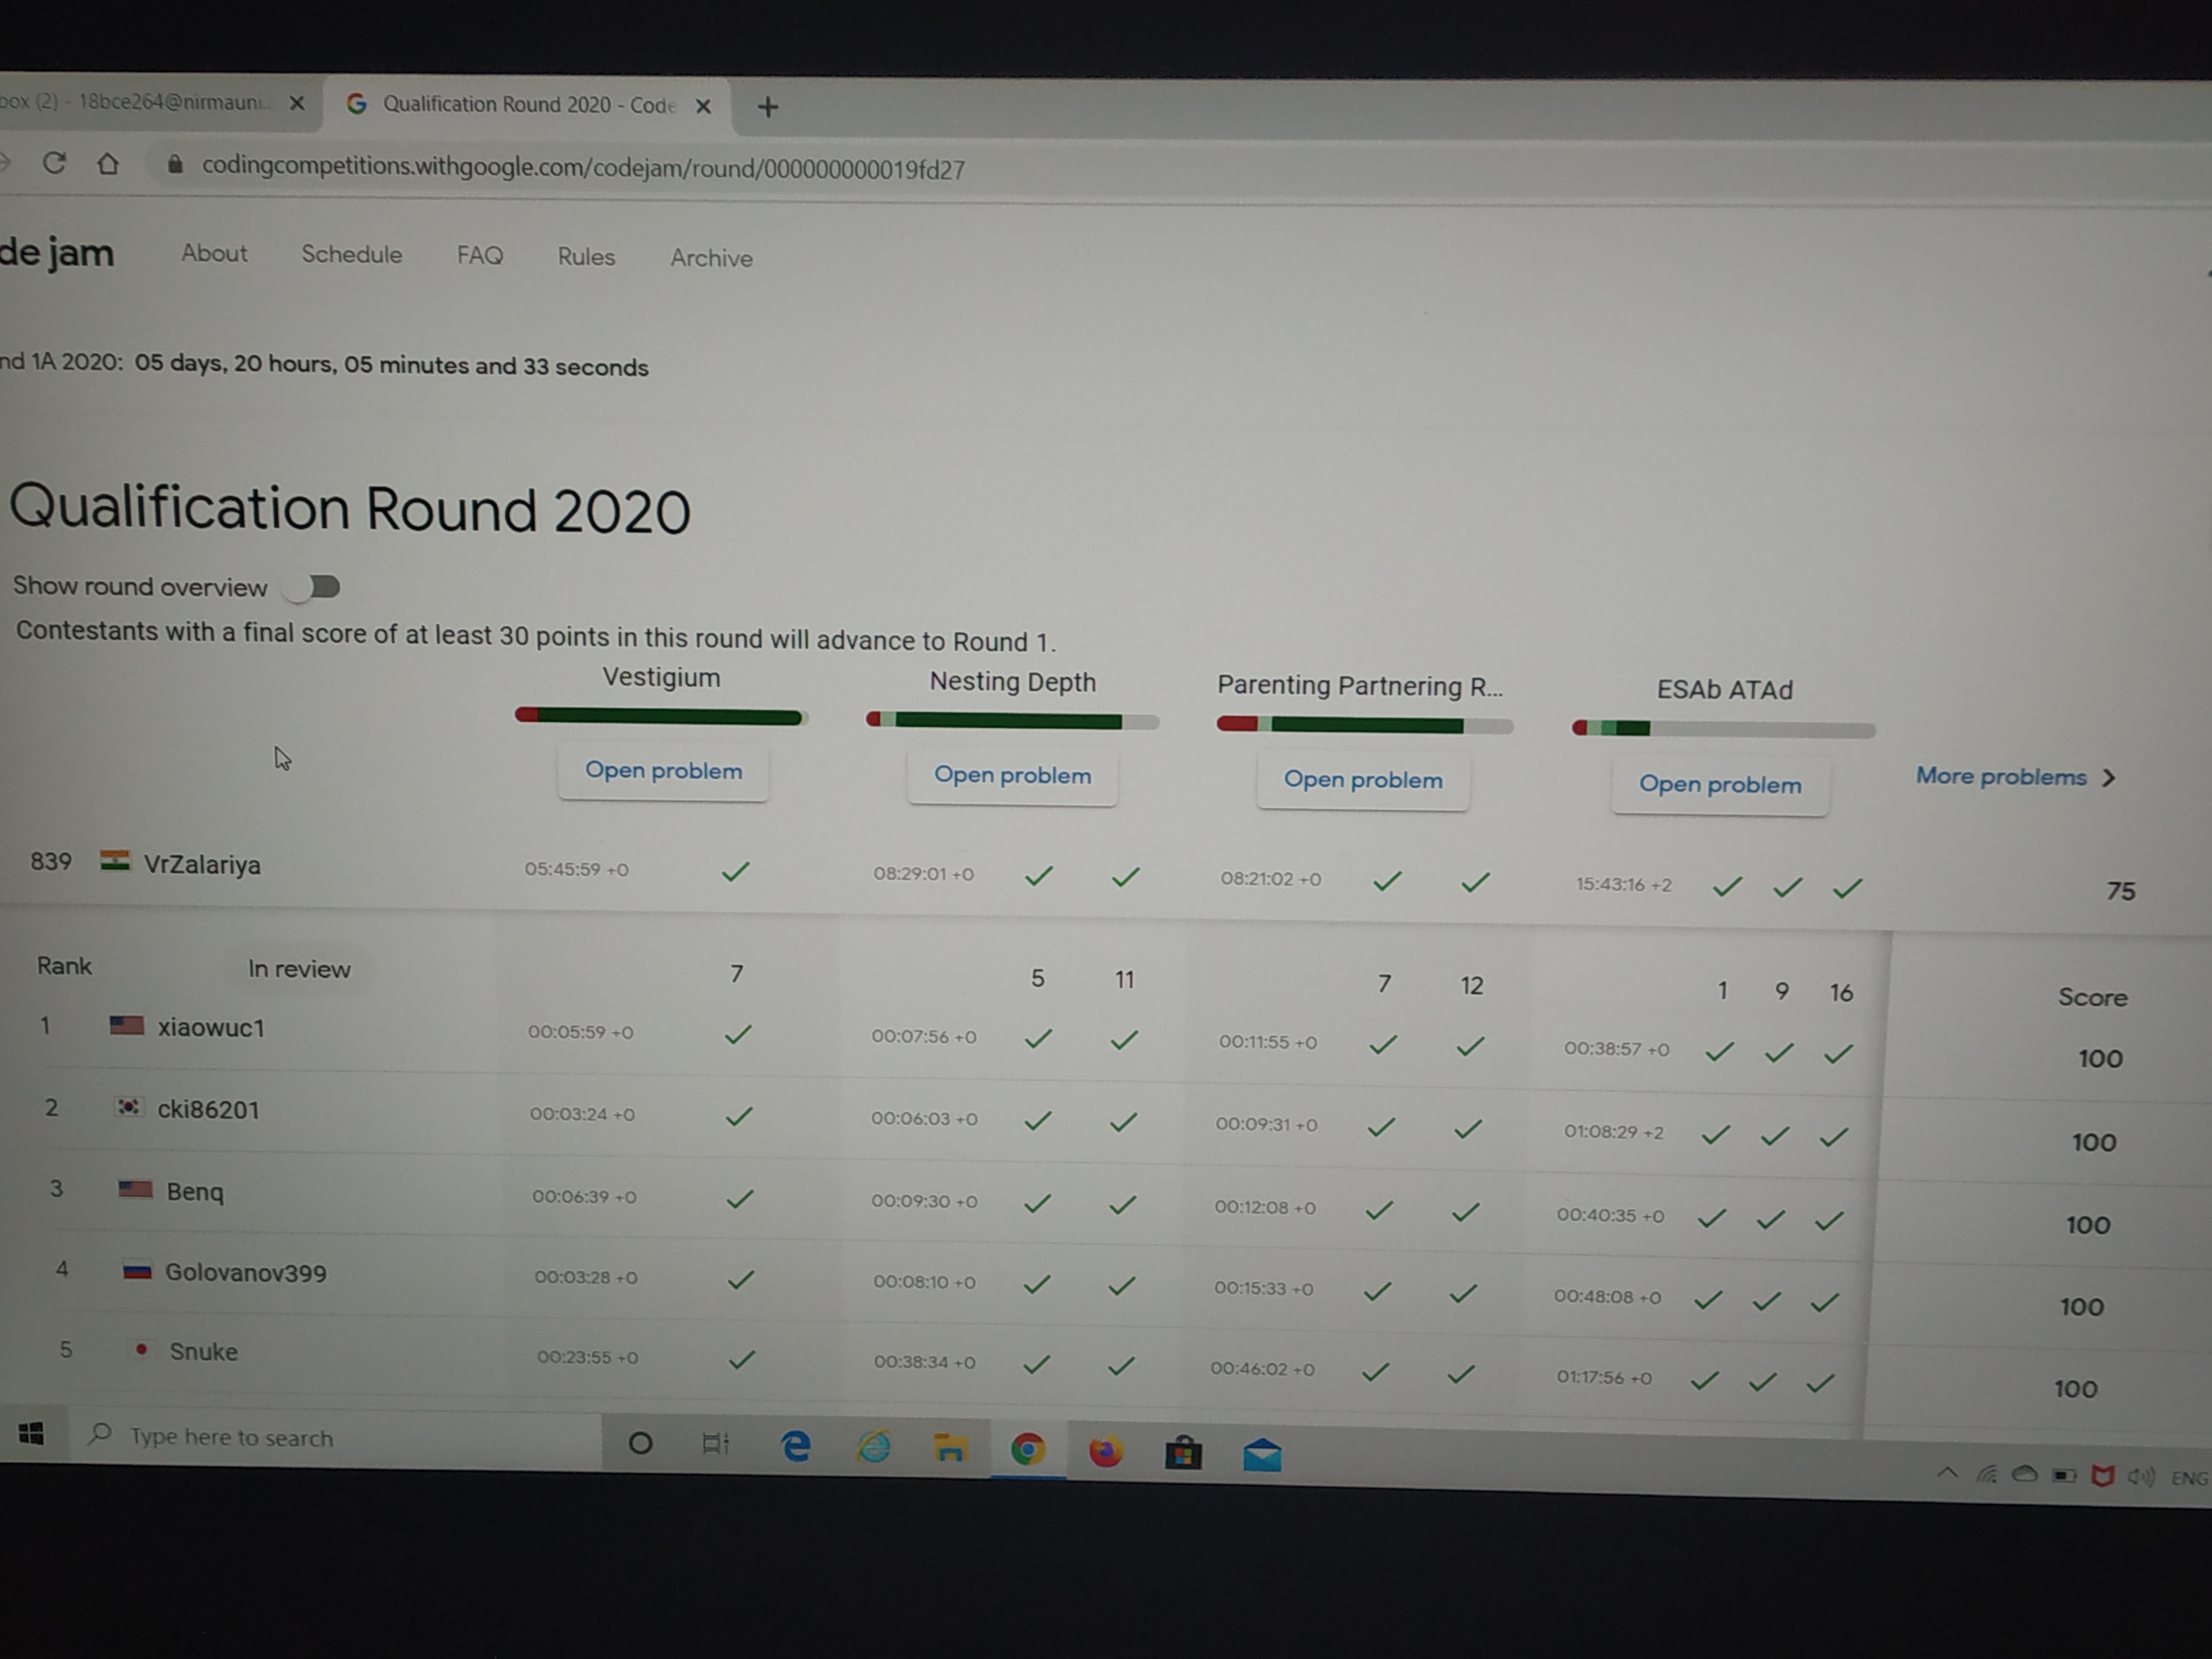 box (2) - 18bce264@nirmauni... Qualification Round 2020 - Code
codingcompetitions.withgoogle.com/codejam/round/000000000019fd27
de jam About Schedule FAQ Rules Archive
nd 1A 2020: 05 days, 20 hours, 05 minutes and 33 seconds
Qualification Round 2020
Show round overview
Contestants with a final score of at least 30 points in this round will advance to Round 1.
Vestigium Nesting Depth Parenting Partnering R... ESAb ATAd
Open problem Open problem Open problem Open problem More problems
839 VrZalariya 05:45:59 +0 08:29:01 +0 08:21:02 +0 15:43:16 +2 75
Rank In review 7 5 11 7 12 1 9 16 Score
1 xiaowuc1 00:05:59 +0 00:07:56 +0 00:11:55 +0 00:38:57 +0 100
2 cki86201 00:03:24 +0 00:06:03 +0 00:09:31 +0 01:08:29 +2 100
3 Benq 00:06:39 +0 00:09:30 +0 00:12:08 +0 00:40:35 +0 100
4 Golovanov399 00:03:28 +0 00:08:10 +0 00:15:33 +0 00:48:08 +0 100
5 Snuke 00:23:55 +0 00:38:34 +0 00:46:02 +0 01:17:56 +0 100
Type here to search ENG